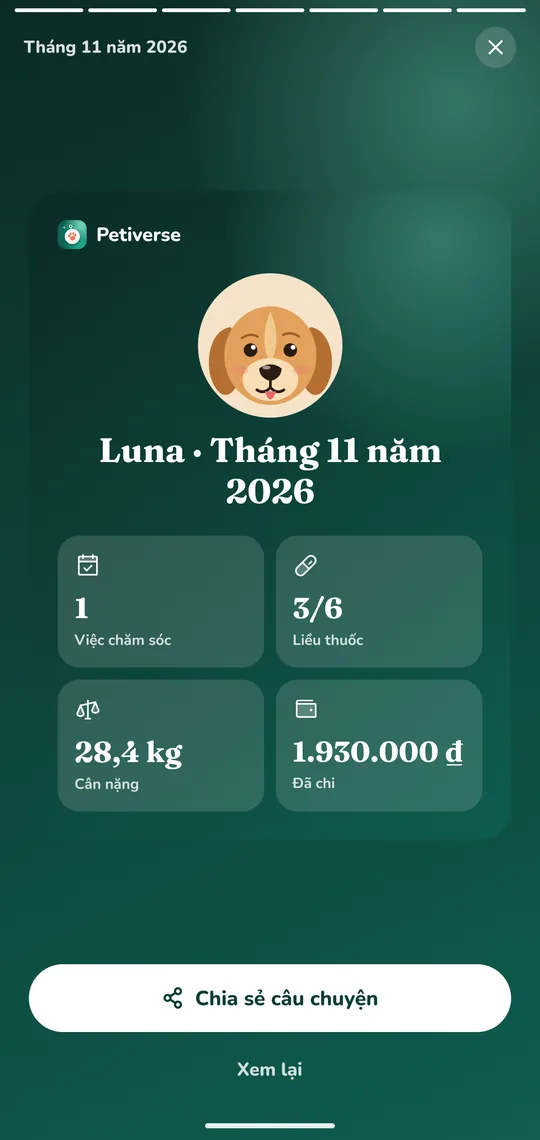 Tháng 11 năm 2026
Petiverse
Luna · Tháng 11 năm
2026
1
Việc chăm sóc
3/6
Liều thuốc
28,4 kg
Cân nặng
1.930.000 ₫
Đã chi
Chia sẻ câu chuyện
Xem lại